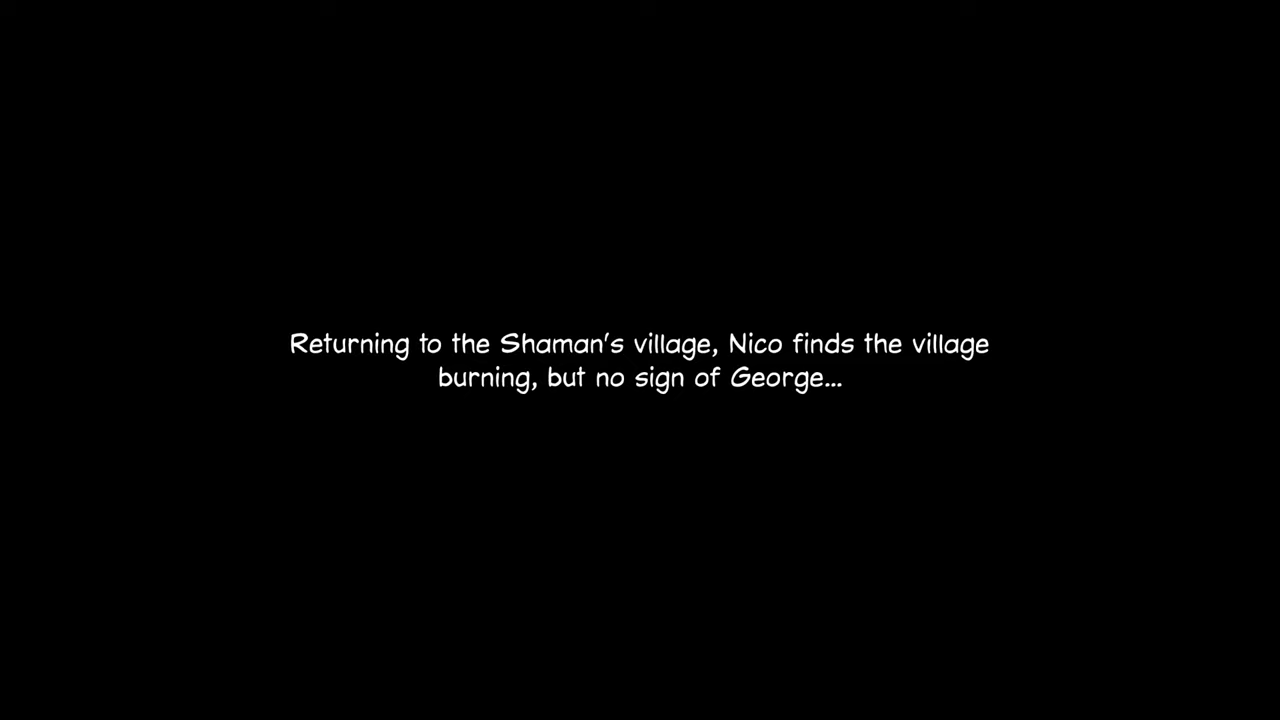 Returning to the Shaman's village, Nico finds the village
burning, but no sign of George...